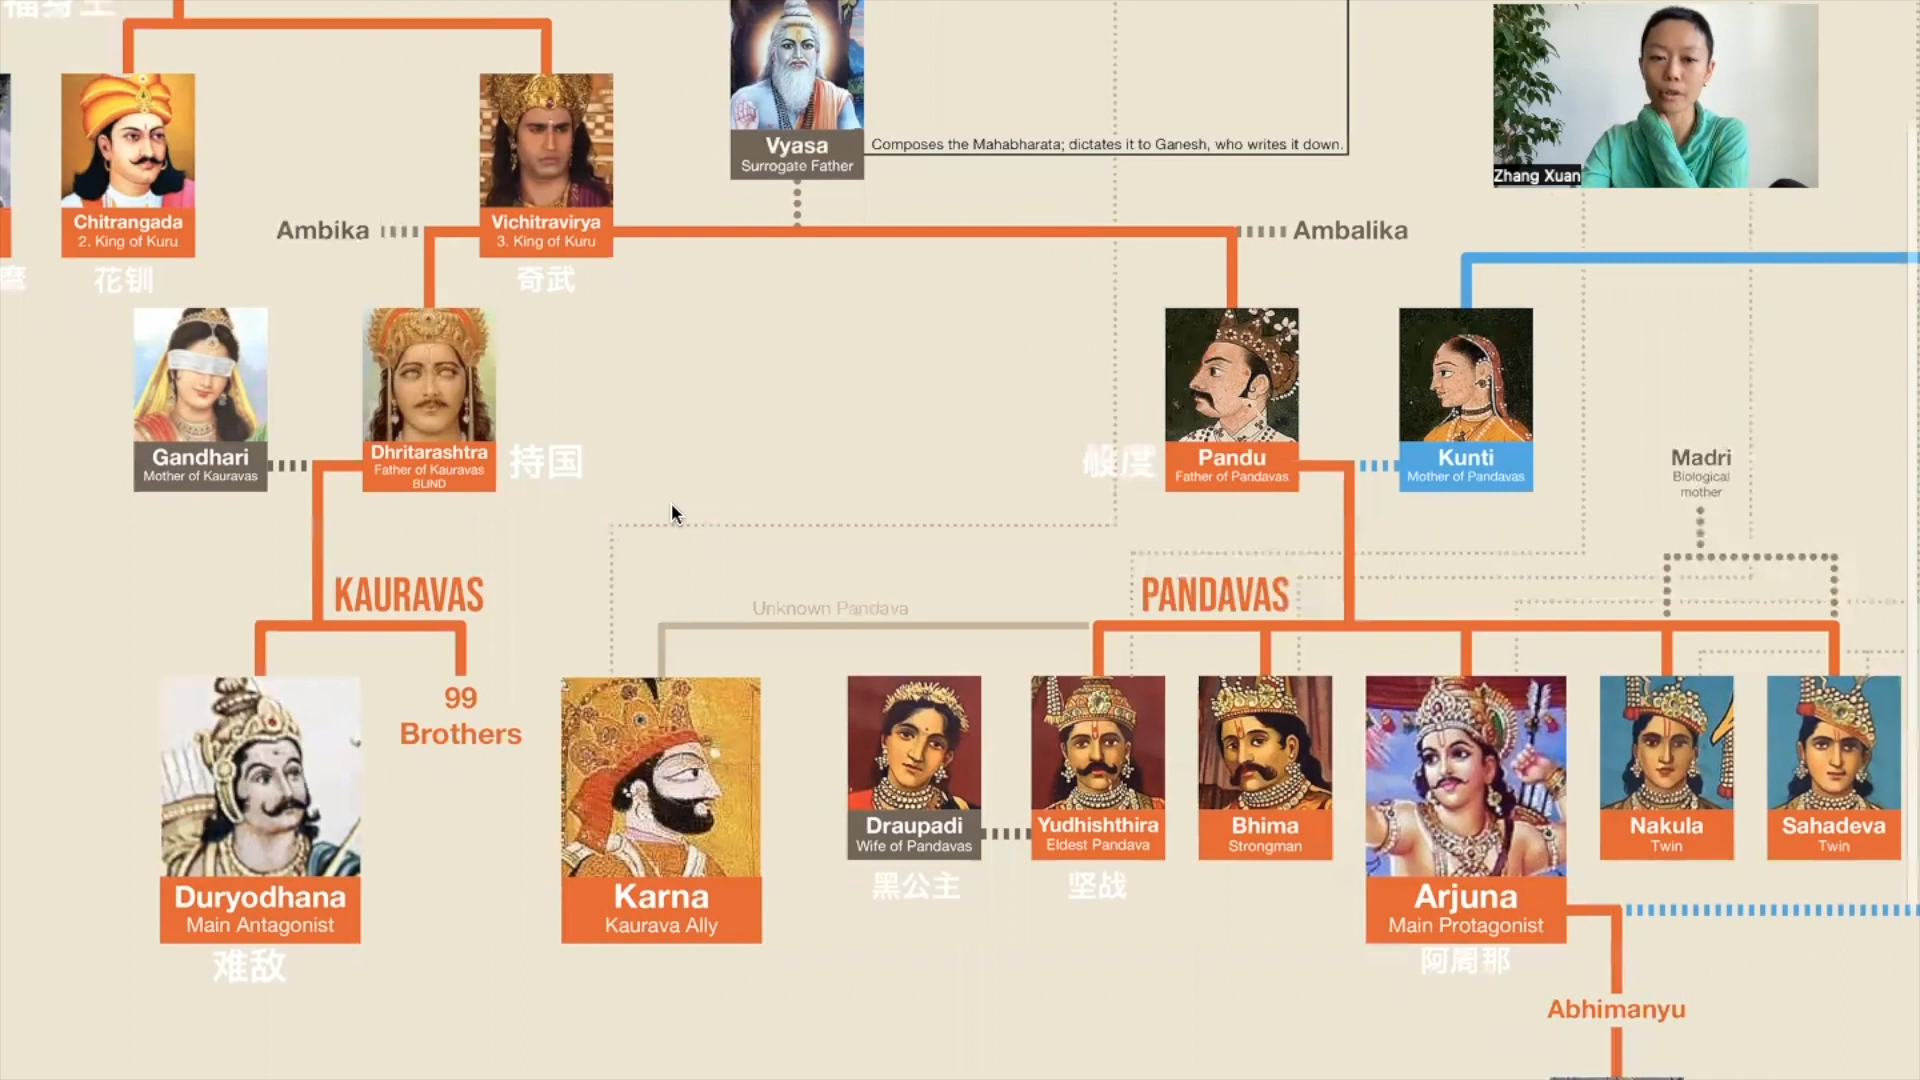 Vyasa
Surrogate Father
Composes the Mahabharata; dictates it to Ganesh, who writes it down.
Zhang Xuan
Chitrangada
2. King of Kuru
花钏
Ambika
Vichitravirya
3. King of Kuru
奇武
Ambalika
Gandhari
Mother of Kauravas
Dhritarashtra
Father of Kauravas
BLIND
持国
般度
Pandu
Father of Pandavas
Kunti
Mother of Pandavas
Madri
Biological
mother
KAURAVAS
Unknown Pandava
PANDAVAS
99
Brothers
Duryodhana
Main Antagonist
难敌
Karna
Kaurava Ally
Draupadi
Wife of Pandavas
黑公主
Yudhishthira
Eldest Pandava
坚战
Bhima
Strongman
Arjuna
Main Protagonist
阿周那
Nakula
Twin
Sahadeva
Twin
Abhimanyu